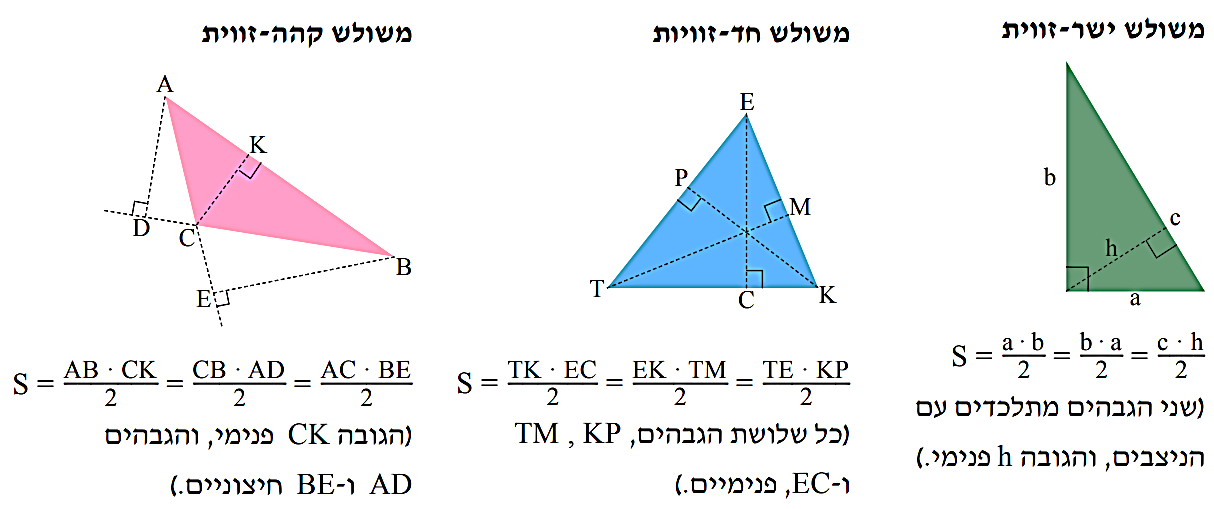 משולש ישר-זווית
b
c
h
a
S = a · b / 2 = b · a / 2 = c · h / 2
(שני הגבהים מתלכדים עם
הניצבים, והגובה h פנימי.)
משולש חד-זוויות
E
P
M
T
C
K
S = TK · EC / 2 = EK · TM / 2 = TE · KP / 2
(כל שלושת הגבהים, TM , KP
ו-EC, פנימיים.)
משולש קהה-זווית
A
K
D
C
B
E
S = AB · CK / 2 = CB · AD / 2 = AC · BE / 2
(הגובה CK פנימי, והגבהים
AD ו-BE חיצוניים.)